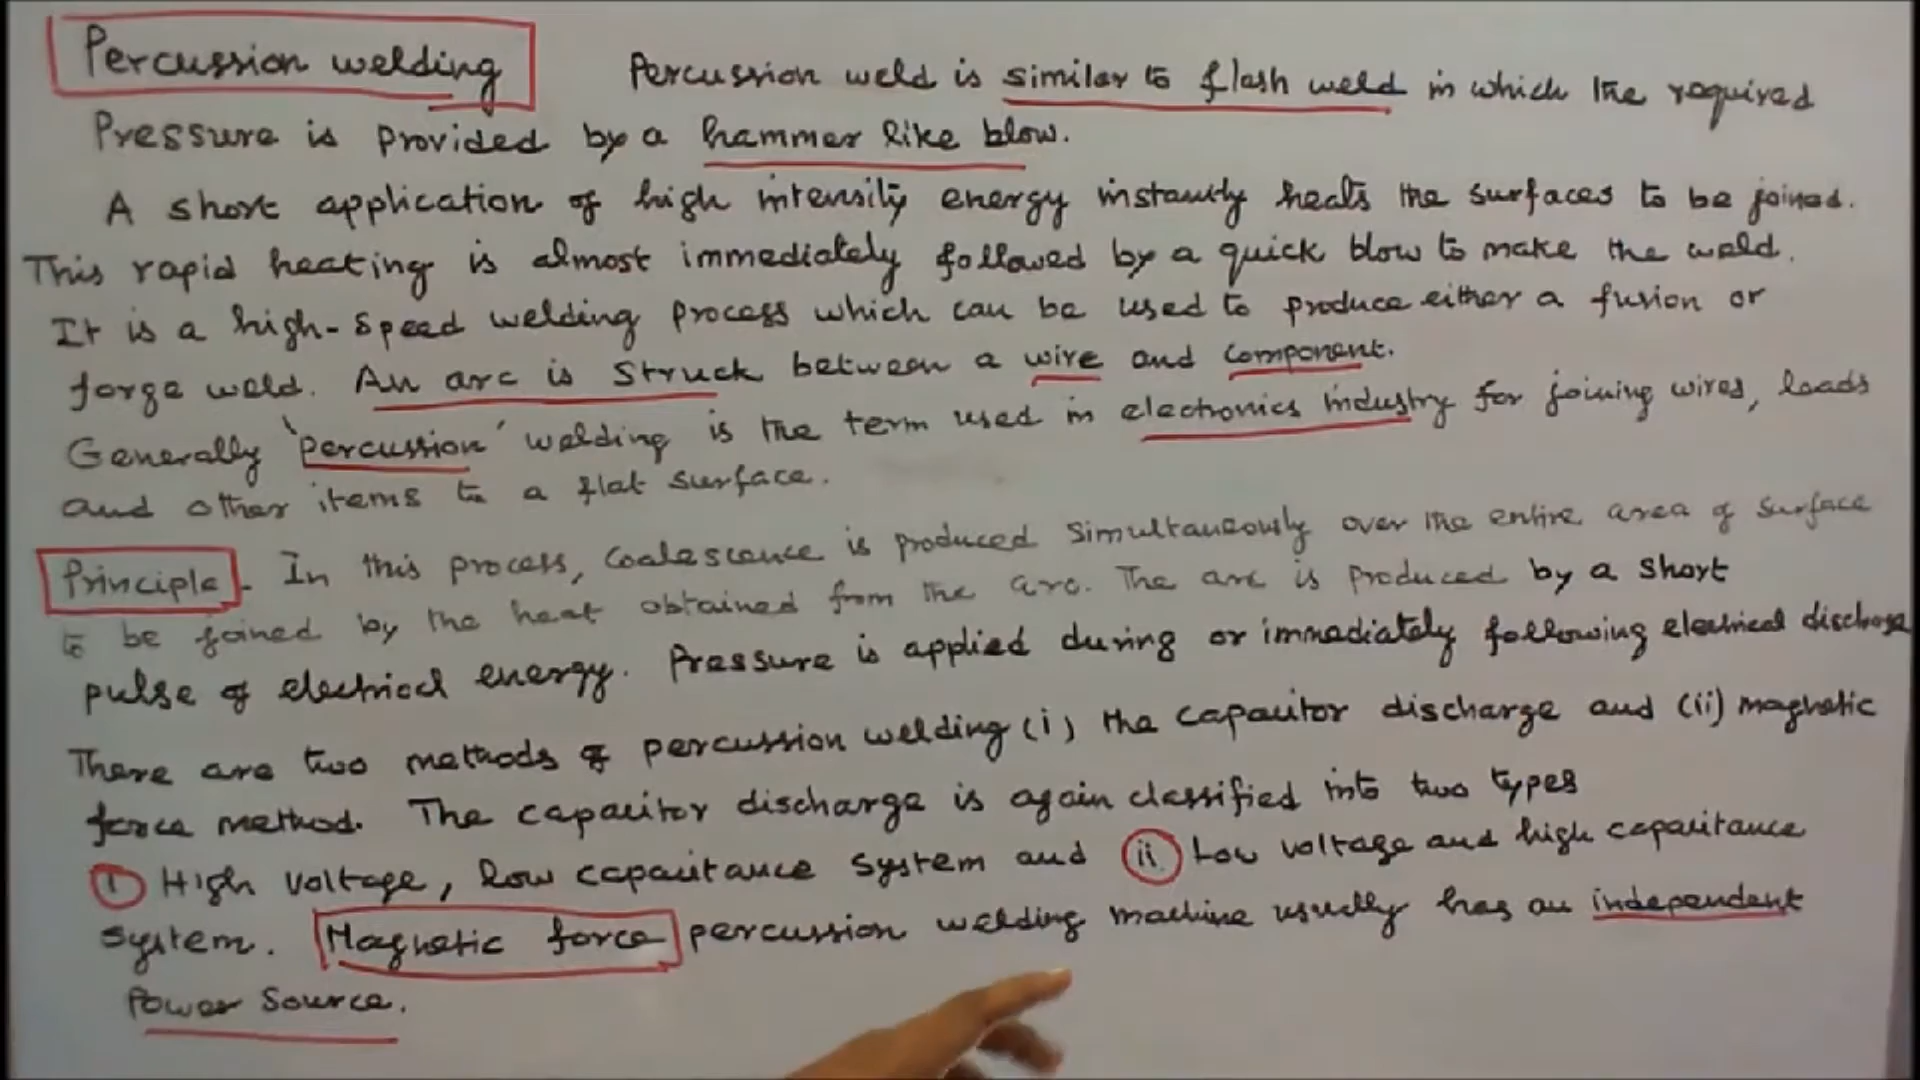 Percussion welding Percussion weld is similar to flash weld in which the required
Pressure is provided by a hammer like blow.
A short application of high intensity energy instantly heats the surfaces to be joined.
This rapid heating is almost immediately followed by a quick blow to make the weld.
It is a high-speed welding process which can be used to produce either a fusion or
forge weld. An arc is struck between a wire and component.
Generally 'percussion' welding is the term used in electronics industry for joining wires, leads
and other items to a flat surface.
Principle. In this process, Coalescence is produced simultaneously over the entire area of surface
to be joined by the heat obtained from the arc. The arc is produced by a short
pulse of electrical energy. Pressure is applied during or immediately following electrical discharge
There are two methods of percussion welding (i) the capacitor discharge and (ii) magnetic
force method. The capacitor discharge is again classified into two types
i High voltage, low capacitance system and ii Low voltage and high capacitance
system. Magnetic force percussion welding machine usually has an independent
Power Source.